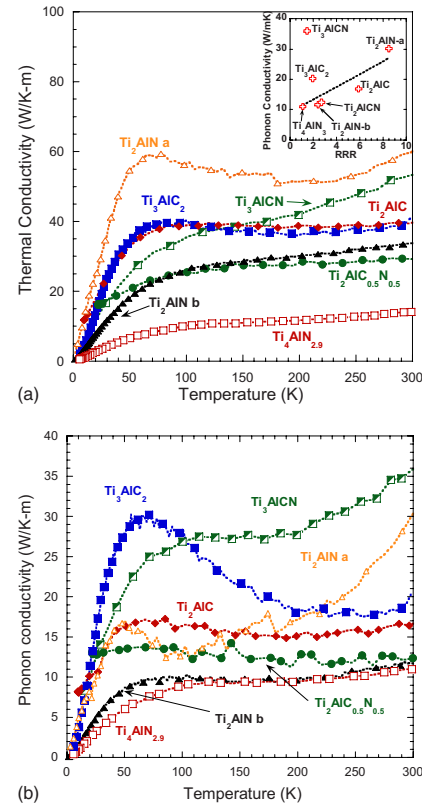 Thermal Conductivity (W/K-m)
100
80
60
40
20
0
0 50 100 150 200 250 300
Temperature (K)
(a)
Ti2AlN a
Ti3AlC2
Ti3AlCN
Ti2AlC
Ti2AlN b
Ti2AlC0.5N0.5
Ti4AlN2.9
Phonon Conductivity (W/mK)
40
30
20
10
0
0 2 4 6 8 10
RRR
Ti3AlCN
Ti2AlN-a
Ti3AlC2
Ti2AlC
Ti2AlCN
Ti4AlN3
Ti2AlN-b
Phonon conductivity (W/K-m)
40
35
30
25
20
15
10
5
0
0 50 100 150 200 250 300
Temperature (K)
(b)
Ti3AlC2
Ti3AlCN
Ti2AlN a
Ti2AlC
Ti2AlN b
Ti2AlC0.5N0.5
Ti4AlN2.9